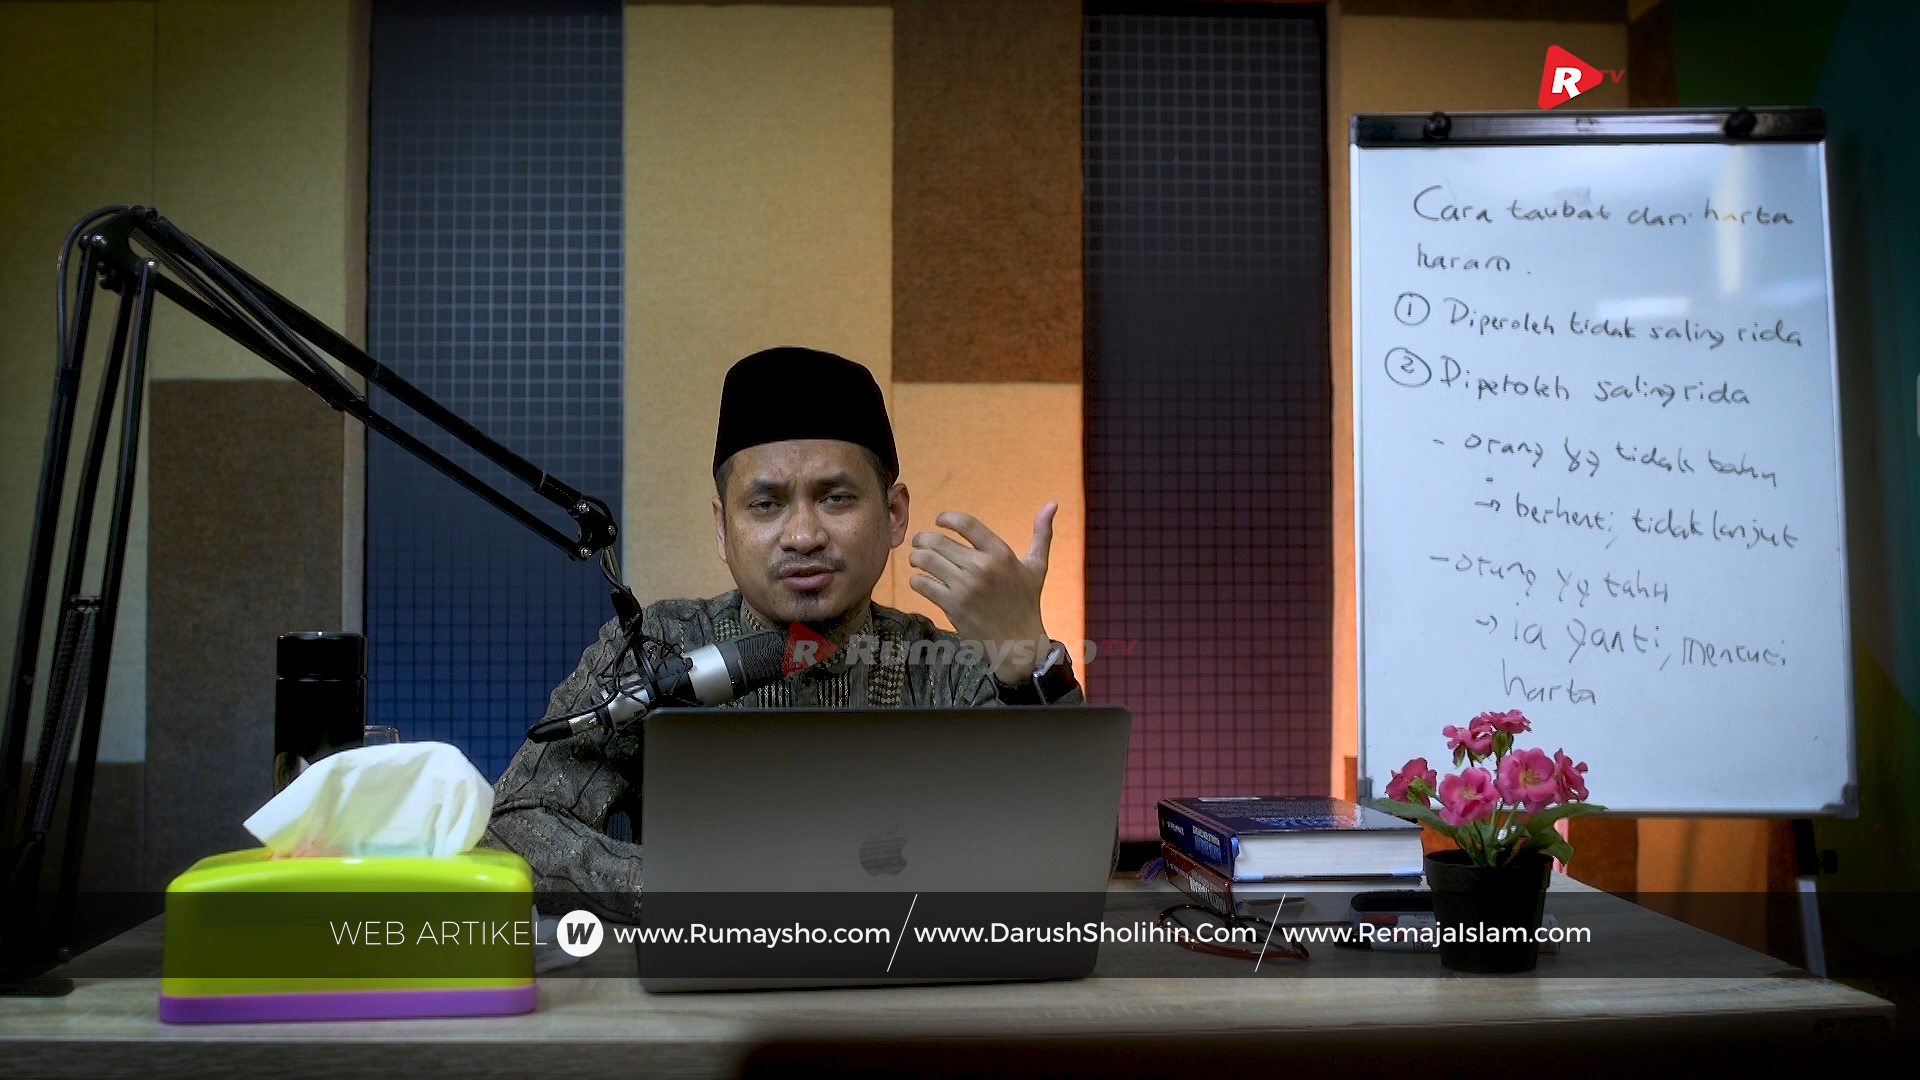 R TV
Cara taubat dari harta
haram.
1 Diperoleh tidak saling rida
2 Diperoleh saling rida
- orang yg tidak tahu
→ berhenti, tidak lanjut
- orang yg tahu
→ ia ganti, mencuci
harta
Rumaysho TV
WEB ARTIKEL W www.Rumaysho.com / www.DarushSholihin.Com / www.RemajaIslam.com